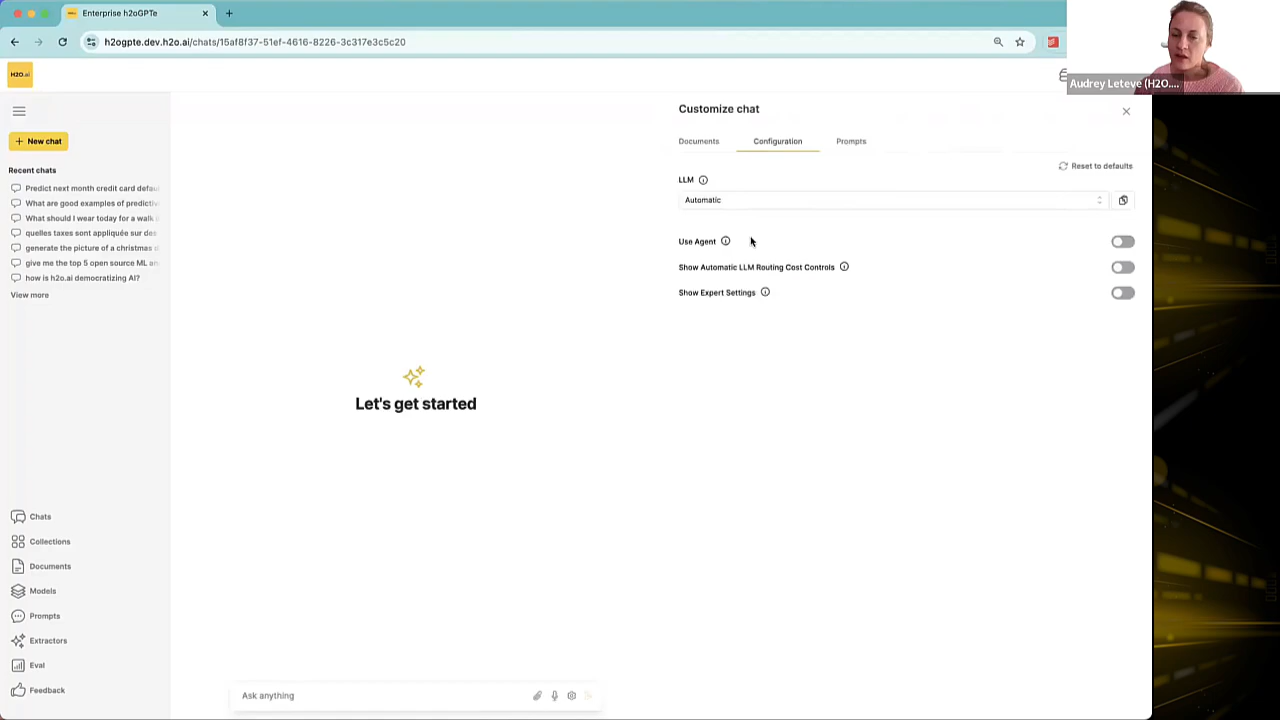 Enterprise h2oGPTe
h2ogpte.dev.h2o.ai/chats/15af8f37-51ef-4616-8226-3c317e3c5c20
H2O.ai
Audrey Leteve (H2O....
Customize chat
Documents
Configuration
Prompts
Reset to defaults
LLM
Automatic
Use Agent
Show Automatic LLM Routing Cost Controls
Show Expert Settings
New chat
Recent chats
Predict next month credit card defau
What are good examples of predictiv
What should I wear today for a walk
quelles taxes sont appliquée sur des
generate the picture of a christmas
give me the top 5 open source ML an
how is h2o.ai democratizing AI?
View more
Let's get started
Chats
Collections
Documents
Models
Prompts
Extractors
Eval
Feedback
Ask anything